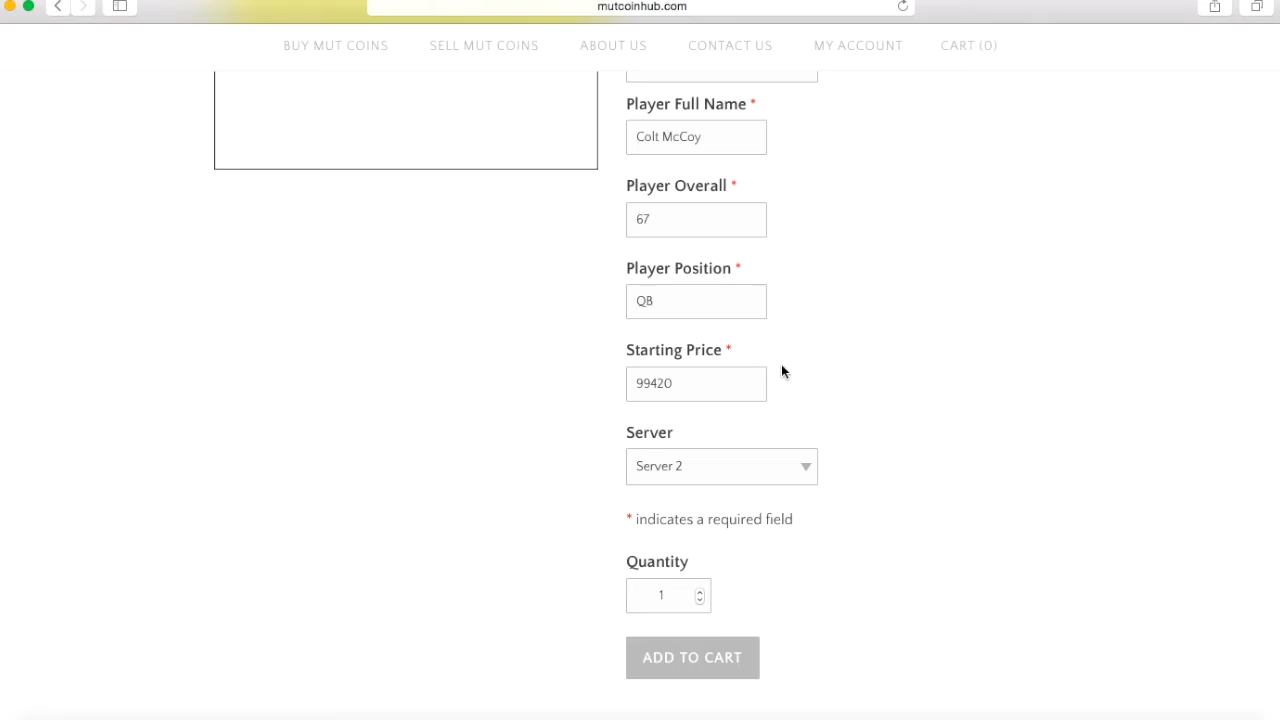 mutcoinhub.com
BUY MUT COINS SELL MUT COINS ABOUT US CONTACT US MY ACCOUNT CART (0)
Player Full Name *
Colt McCoy
Player Overall *
67
Player Position *
QB
Starting Price *
99420
Server
Server 2
* indicates a required field
Quantity
1
ADD TO CART